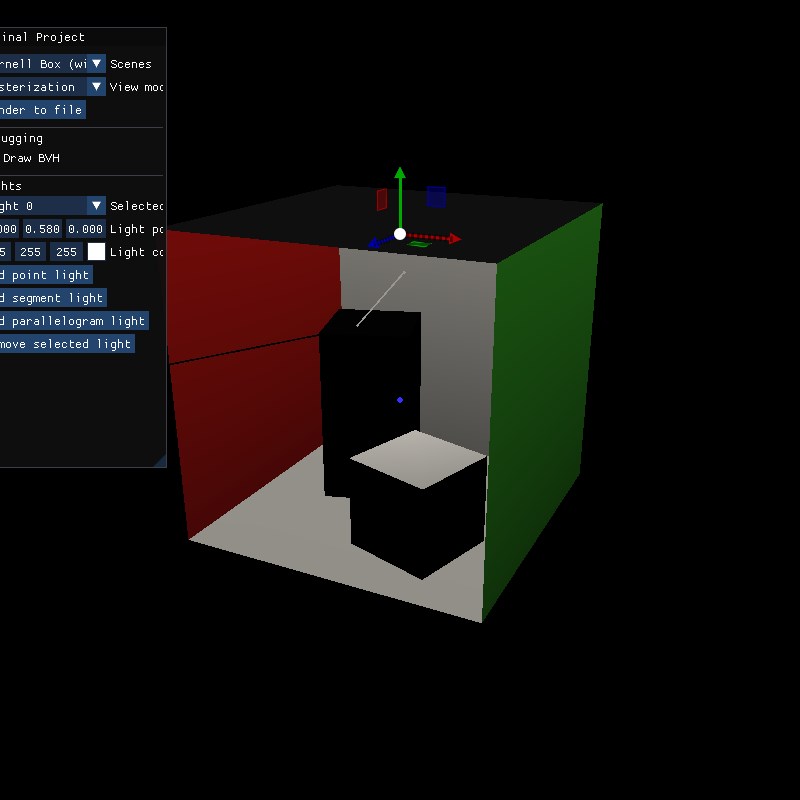 inal Project
rnell Box (wi Scenes
sterization View mod
nder to file
ugging
Draw BVH
hts
ght 0 Selected
000 0.580 0.000 Light po
5 255 255 Light co
d point light
d segment light
d parallelogram light
move selected light